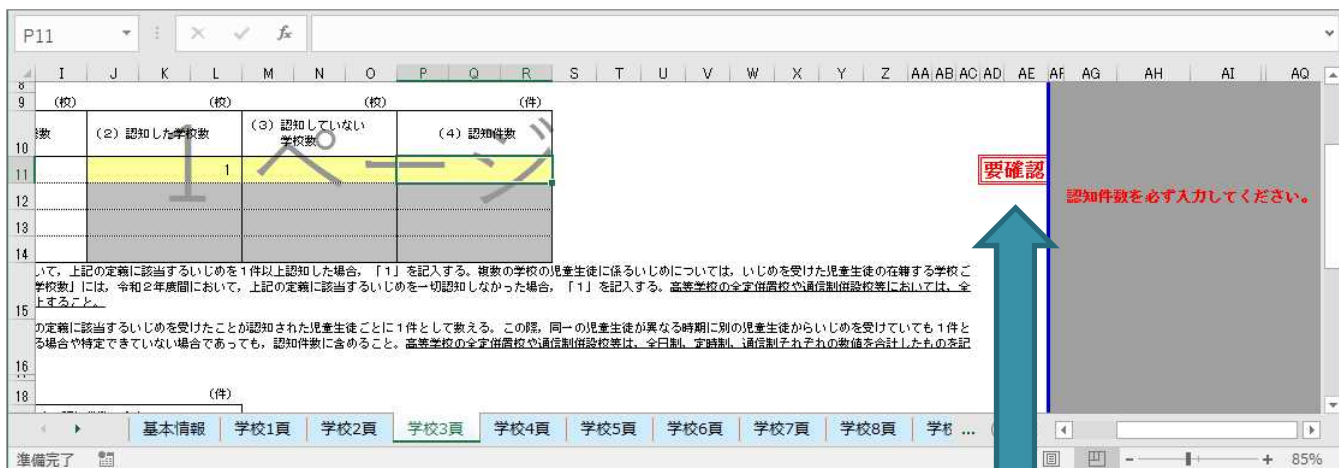 P11
fx
I J K L M N O P Q R S T U V W X Y Z AA AB AC AD AE AF AG AH AI AQ
8
9 (校) (校) (校) (件)
10 数 (2) 認知した学校数 (3) 認知していない学校数 (4) 認知件数
1ページ
11 1 要確認
12 認知件数を必ず入力してください。
13
14
いて，上記の定義に該当するいじめを1件以上認知した場合，「1」を記入する。複数の学校の児童生徒に係るいじめについては，いじめを受けた児童生徒の在籍する学校ご
学校数」には，令和2年度間において，上記の定義に該当するいじめを一切認知しなかった場合，「1」を記入する。高等学校の全定併置校や通信制併設校等においては，全
15 上すること。
の定義に該当するいじめを受けたことが認知された児童生徒ごとに1件として数える。この際，同一の児童生徒が異なる時期に別の児童生徒からいじめを受けていても1件と
る場合や特定できていない場合であっても，認知件数に含めること。高等学校の全定併置校や通信制併設校等は，全日制，定時制，通信制それぞれの数値を合計したものを記
16
18 (件)
基本情報 学校1頁 学校2頁 学校3頁 学校4頁 学校5頁 学校6頁 学校7頁 学校8頁 学校 ...
準備完了 85%